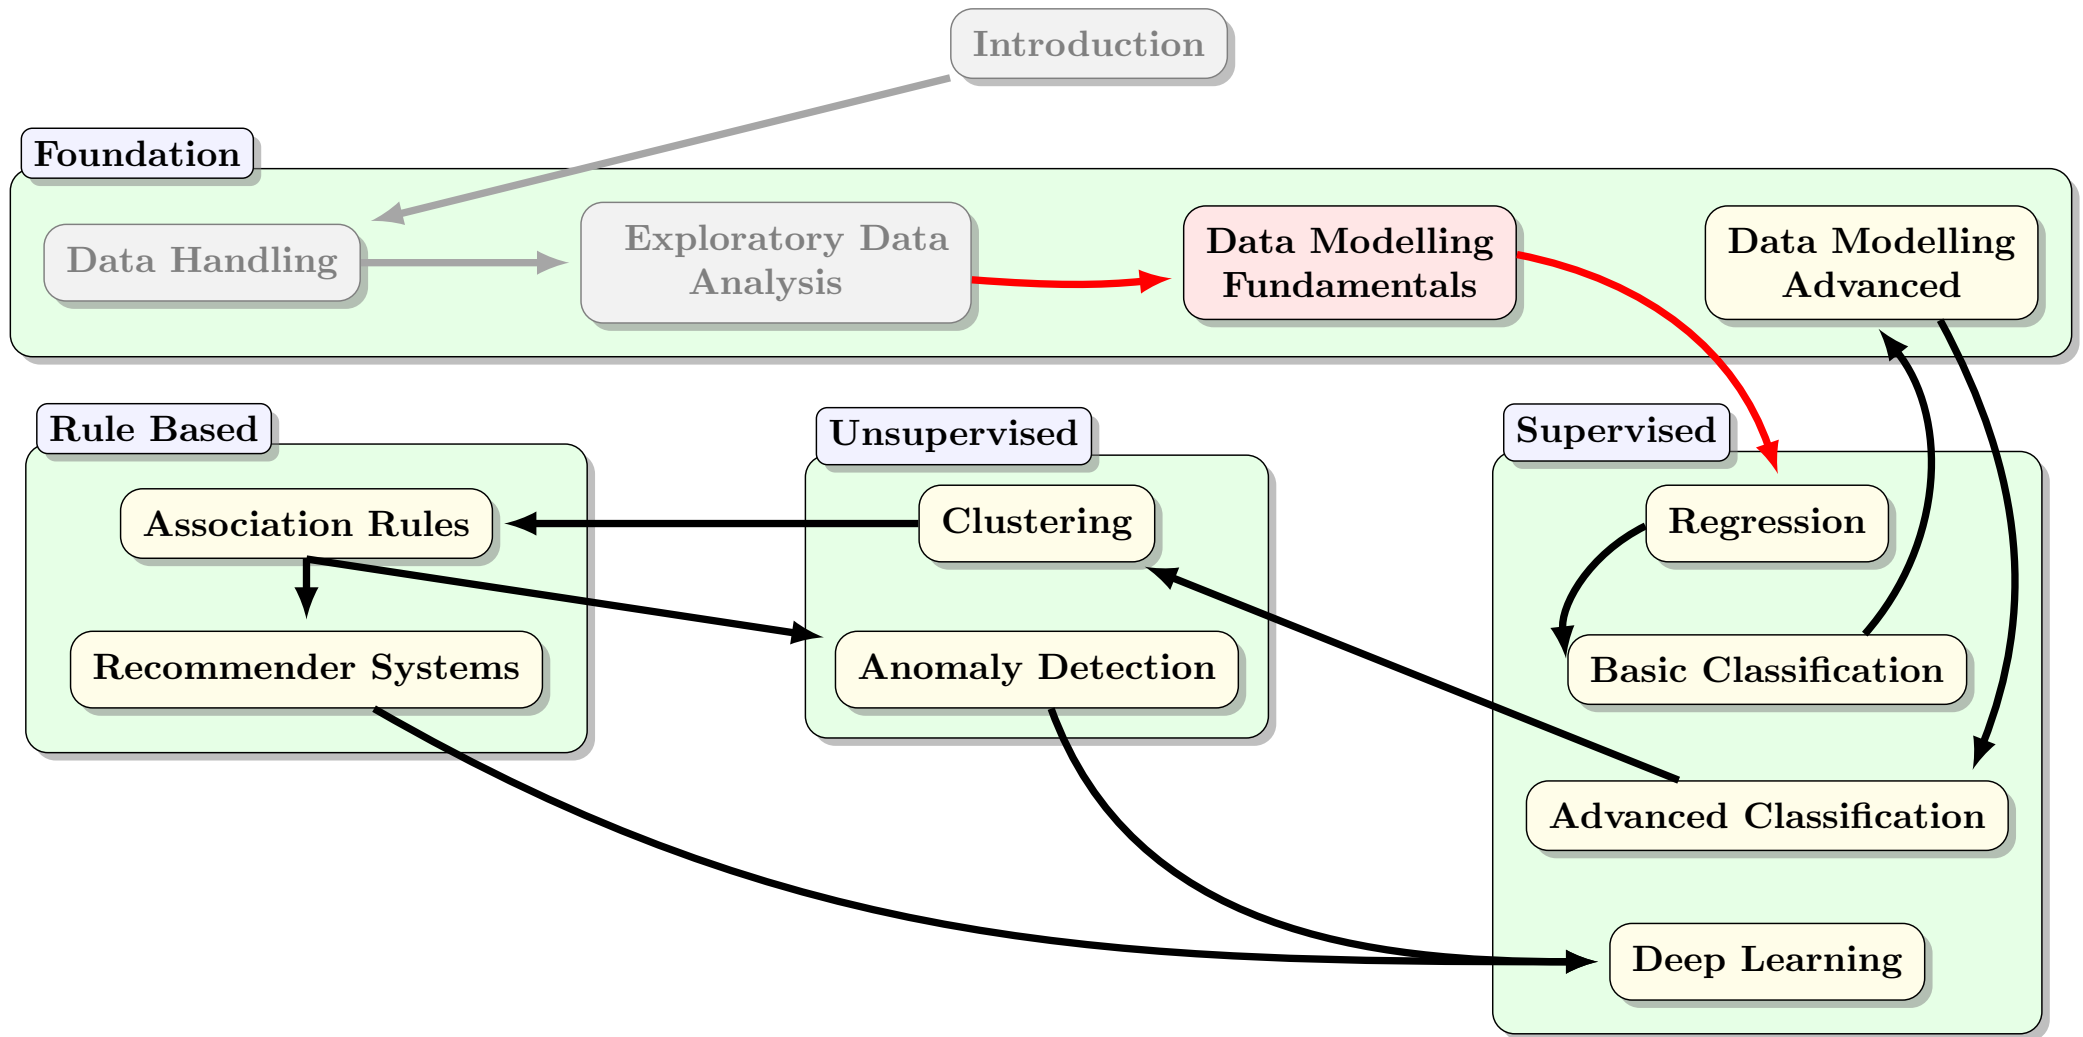 Introduction
Foundation
Data Handling
Exploratory Data
Analysis
Data Modelling
Fundamentals
Data Modelling
Advanced
Rule Based
Association Rules
Recommender Systems
Unsupervised
Clustering
Anomaly Detection
Supervised
Regression
Basic Classification
Advanced Classification
Deep Learning